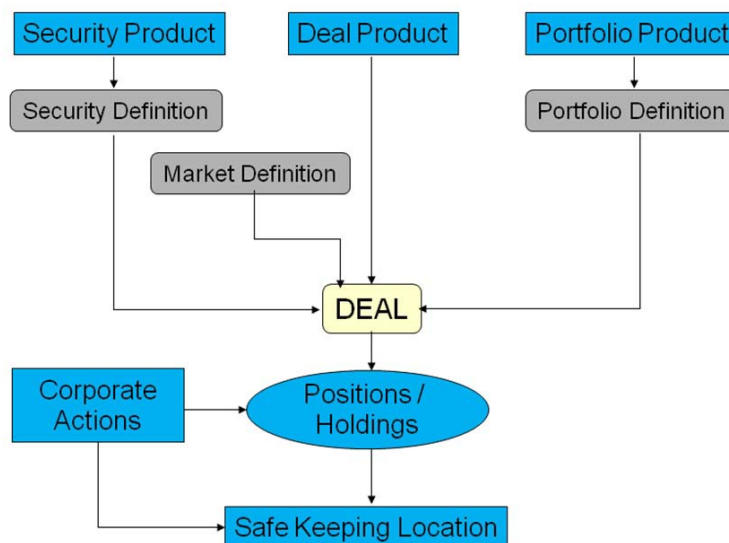 Security Product
Deal Product
Portfolio Product
Security Definition
Portfolio Definition
Market Definition
DEAL
Corporate
Actions
Positions /
Holdings
Safe Keeping Location